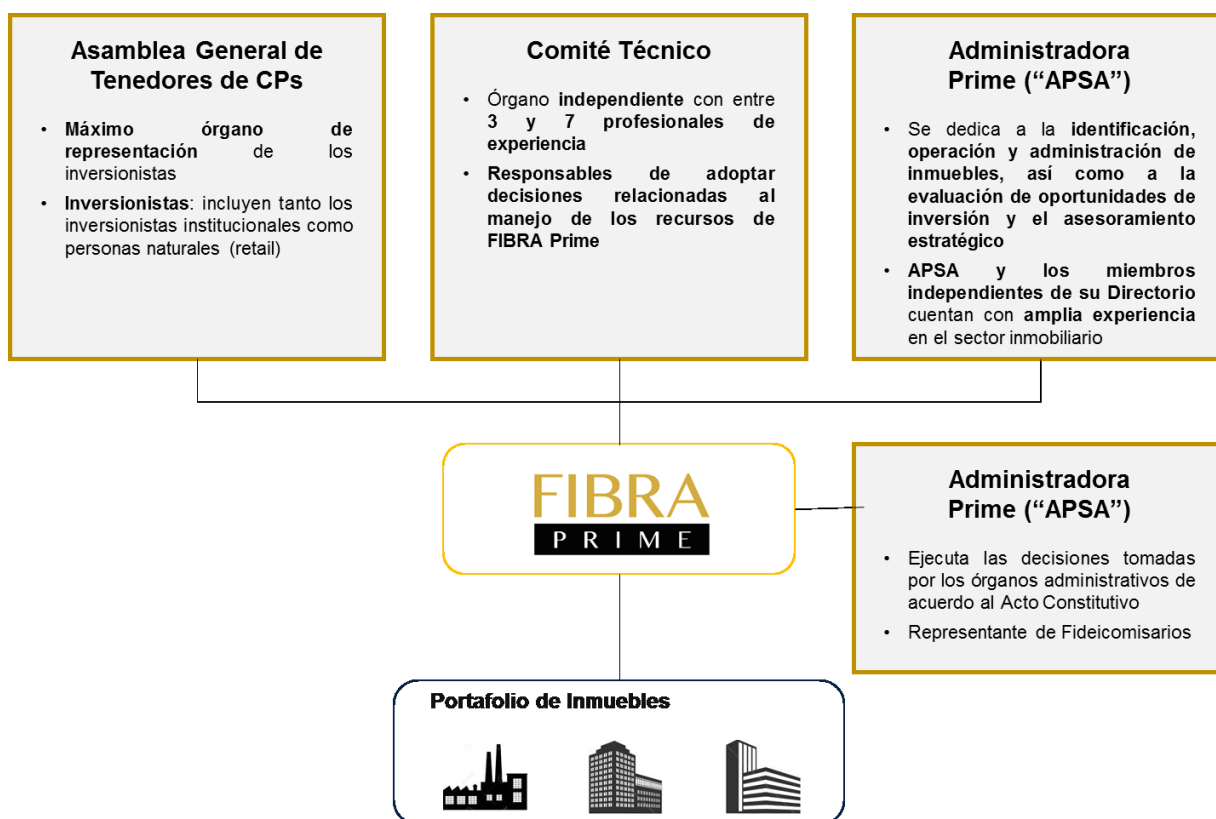 Asamblea General de
Tenedores de CPs
• Máximo órgano de
representación de los
inversionistas
• Inversionistas: incluyen tanto los
inversionistas institucionales como
personas naturales (retail)
Comité Técnico
• Órgano independiente con entre
3 y 7 profesionales de
experiencia
• Responsables de adoptar
decisiones relacionadas al
manejo de los recursos de
FIBRA Prime
Administradora
Prime (“APSA”)
• Se dedica a la identificación,
operación y administración de
inmuebles, así como a la
evaluación de oportunidades de
inversión y el asesoramiento
estratégico
• APSA y los miembros
independientes de su Directorio
cuentan con amplia experiencia
en el sector inmobiliario
FIBRA
PRIME
Administradora
Prime (“APSA”)
• Ejecuta las decisiones tomadas
por los órganos administrativos de
acuerdo al Acto Constitutivo
• Representante de Fideicomisarios
Portafolio de Inmuebles